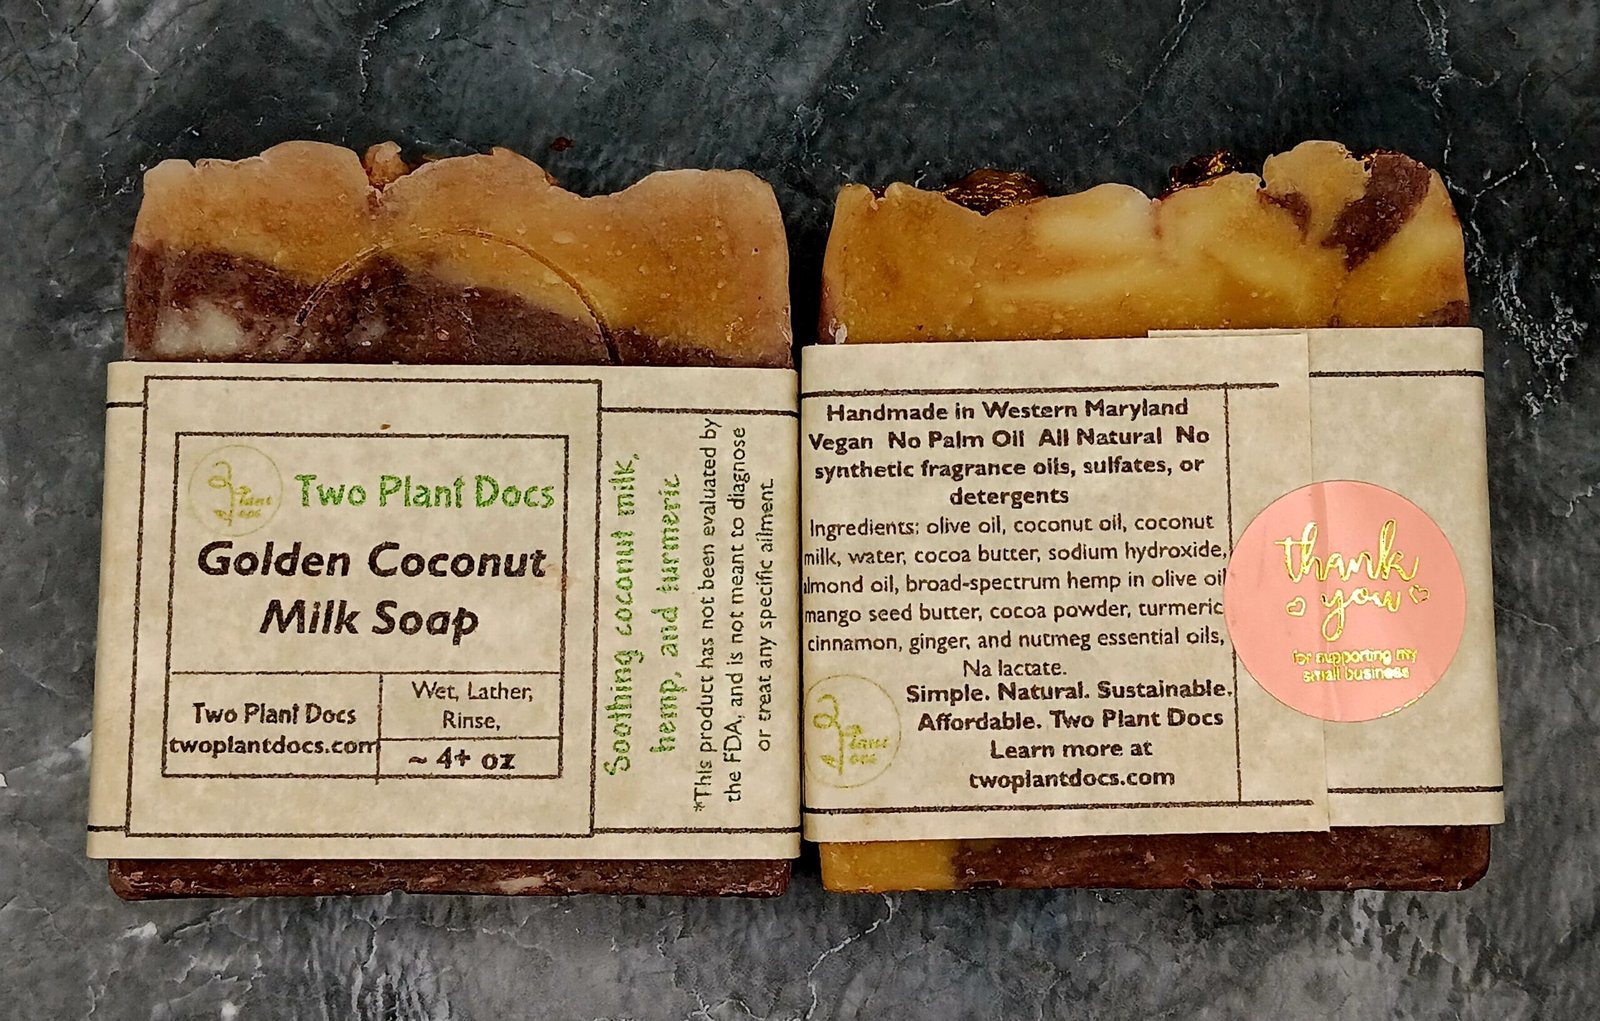 Two Plant Docs
Golden Coconut
Milk Soap
Two Plant Docs
twoplantdocs.com
Wet, Lather,
Rinse,
~ 4+ oz
Soothing coconut milk,
hemp, and turmeric
*This product has not been evaluated by
the FDA, and is not meant to diagnose
or treat any specific ailment
Handmade in Western Maryland
Vegan No Palm Oil All Natural No
synthetic fragrance oils, sulfates, or
detergents
Ingredients: olive oil, coconut oil, coconut
milk, water, cocoa butter, sodium hydroxide,
almond oil, broad-spectrum hemp in olive oil
mango seed butter, cocoa powder, turmeric
cinnamon, ginger, and nutmeg essential oils,
Na lactate.
Simple. Natural. Sustainable.
Affordable. Two Plant Docs
Learn more at
twoplantdocs.com
thank
you
for supporting my
small business